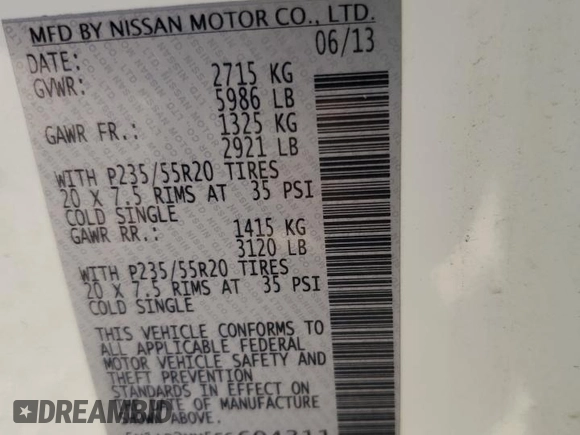 MFD BY NISSAN MOTOR CO., LTD.
DATE: 06/13
GVWR: 2715 KG
5986 LB
GAWR FR.: 1325 KG
2921 LB
WITH P235/55R20 TIRES
20 X 7.5 RIMS AT 35 PSI
COLD SINGLE
GAWR RR.: 1415 KG
3120 LB
WITH P235/55R20 TIRES
20 X 7.5 RIMS AT 35 PSI
COLD SINGLE
THIS VEHICLE CONFORMS TO
ALL APPLICABLE FEDERAL
MOTOR VEHICLE SAFETY AND
THEFT PREVENTION
STANDARDS IN EFFECT ON
DATE OF MANUFACTURE
ABOVE.
DREAMBID